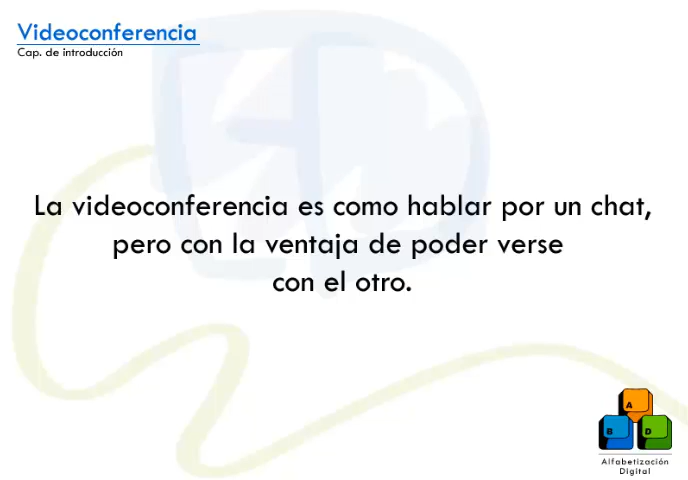 Videoconferencia
Cap. de introducción
La videoconferencia es como hablar por un chat,
pero con la ventaja de poder verse
con el otro.
A
B D
Alfabetización
Digital